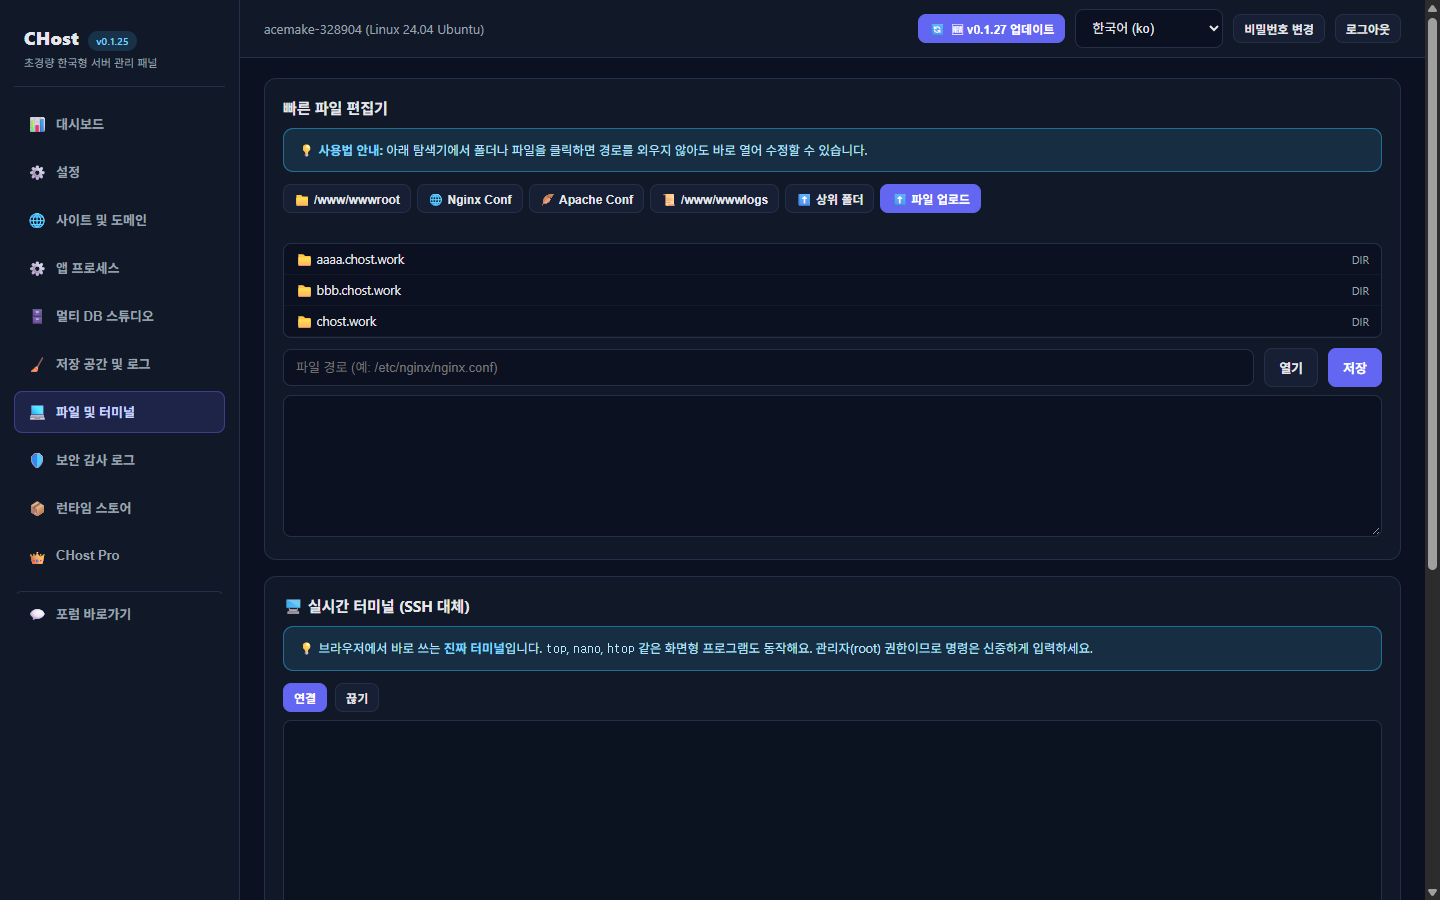 CHost v0.1.25
초경량 한국형 서버 관리 패널
대시보드
설정
사이트 및 도메인
앱 프로세스
멀티 DB 스튜디오
저장 공간 및 로그
파일 및 터미널
보안 감사 로그
런타임 스토어
CHost Pro
포럼 바로가기
acemake-328904 (Linux 24.04 Ubuntu)
🔄 🆕 v0.1.27 업데이트
한국어 (ko)
비밀번호 변경
로그아웃
빠른 파일 편집기
💡 사용법 안내: 아래 탐색기에서 폴더나 파일을 클릭하면 경로를 외우지 않아도 바로 열어 수정할 수 있습니다.
/www/wwwroot
Nginx Conf
Apache Conf
/www/wwwlogs
상위 폴더
파일 업로드
aaaa.chost.work DIR
bbb.chost.work DIR
chost.work DIR
파일 경로 (예: /etc/nginx/nginx.conf)
열기
저장
실시간 터미널 (SSH 대체)
💡 브라우저에서 바로 쓰는 진짜 터미널입니다. top, nano, htop 같은 화면형 프로그램도 동작해요. 관리자(root) 권한이므로 명령은 신중하게 입력하세요.
연결
끊기